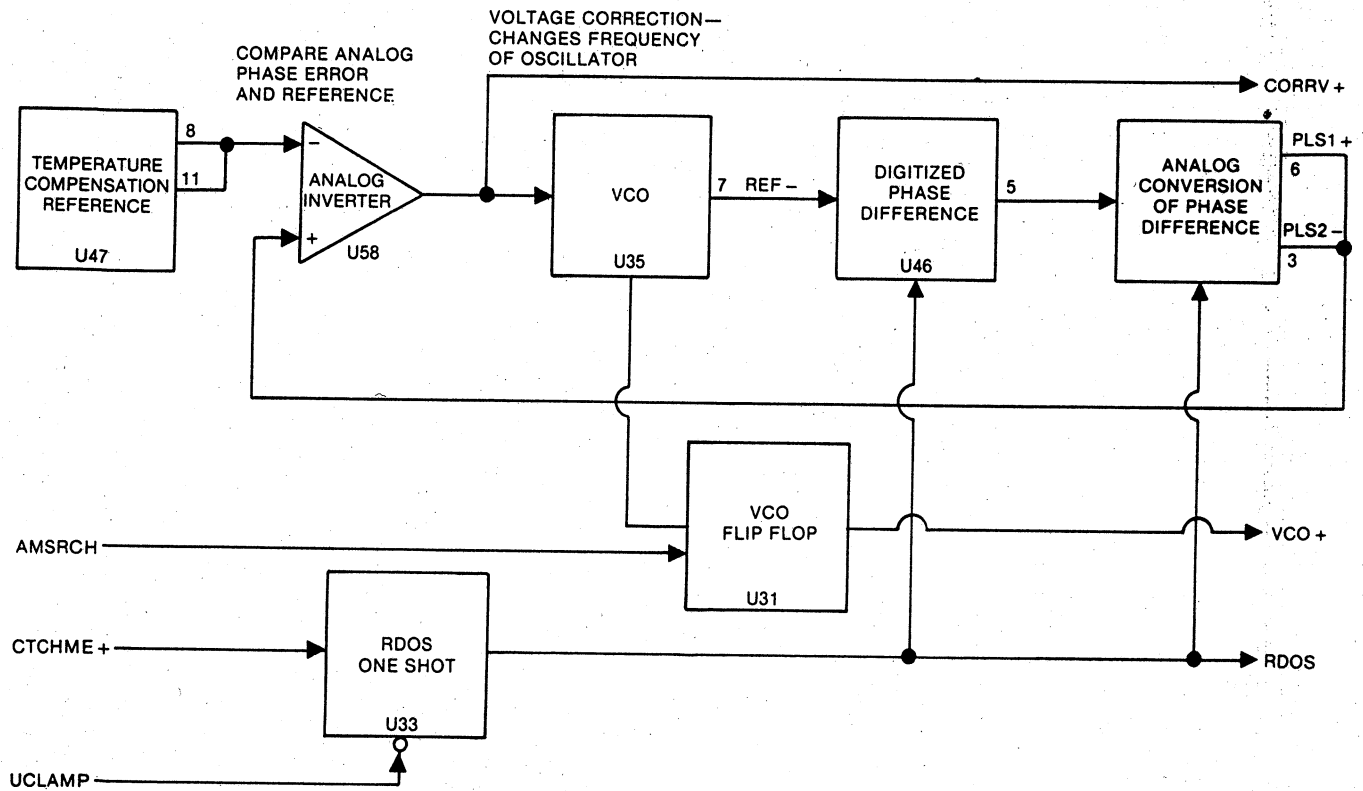 VOLTAGE CORRECTION—
CHANGES FREQUENCY
OF OSCILLATOR
COMPARE ANALOG
PHASE ERROR
AND REFERENCE
CORRV +
TEMPERATURE
COMPENSATION
REFERENCE
U47
8
11
−
ANALOG
INVERTER
+
U58
VCO
U35
7 REF −
DIGITIZED
PHASE
DIFFERENCE
U46
5
ANALOG
CONVERSION
OF PHASE
DIFFERENCE
PLS1 +
6
PLS2 −
3
VCO
FLIP FLOP
U31
AMSRCH
VCO +
CTCHME +
RDOS
ONE SHOT
U33
RDOS
UCLAMP